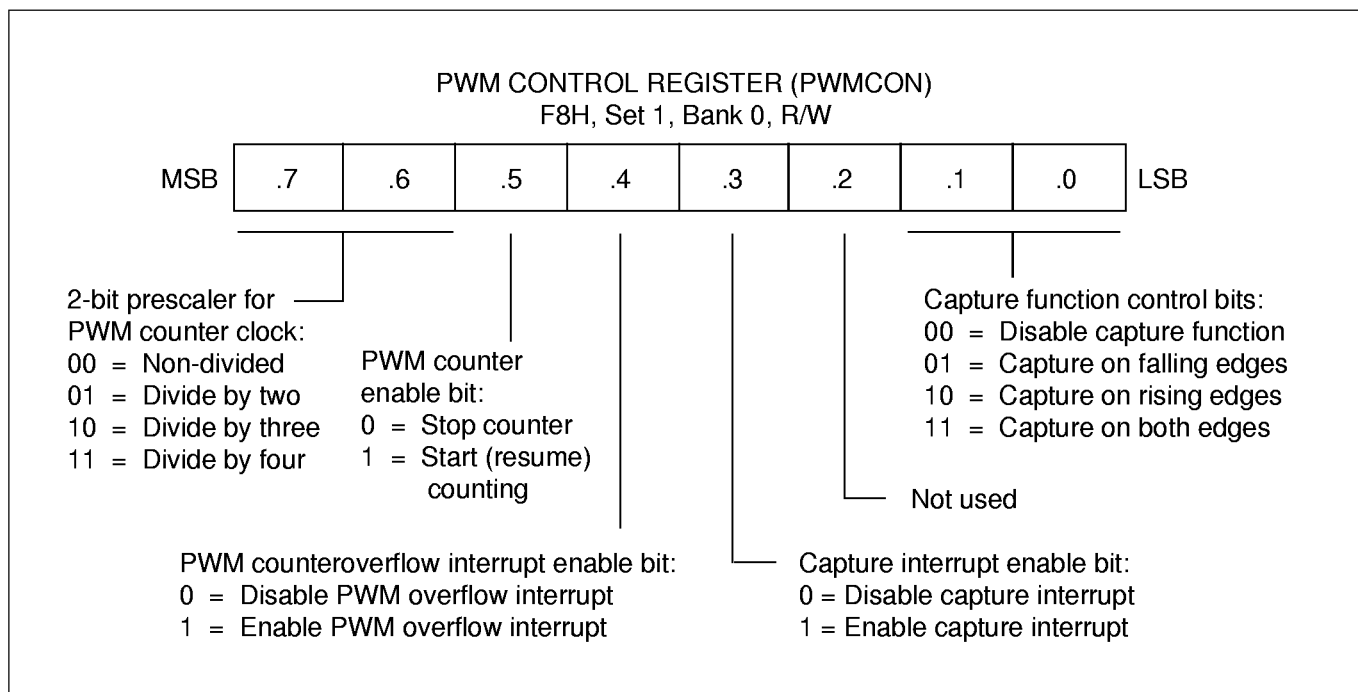 PWM CONTROL REGISTER (PWMCON)
F8H, Set 1, Bank 0, R/W
MSB .7 .6 .5 .4 .3 .2 .1 .0 LSB
2-bit prescaler for
PWM counter clock:
00 = Non-divided
01 = Divide by two
10 = Divide by three
11 = Divide by four
PWM counter
enable bit:
0 = Stop counter
1 = Start (resume)
counting
Capture function control bits:
00 = Disable capture function
01 = Capture on falling edges
10 = Capture on rising edges
11 = Capture on both edges
Not used
PWM counteroverflow interrupt enable bit:
0 = Disable PWM overflow interrupt
1 = Enable PWM overflow interrupt
Capture interrupt enable bit:
0 = Disable capture interrupt
1 = Enable capture interrupt